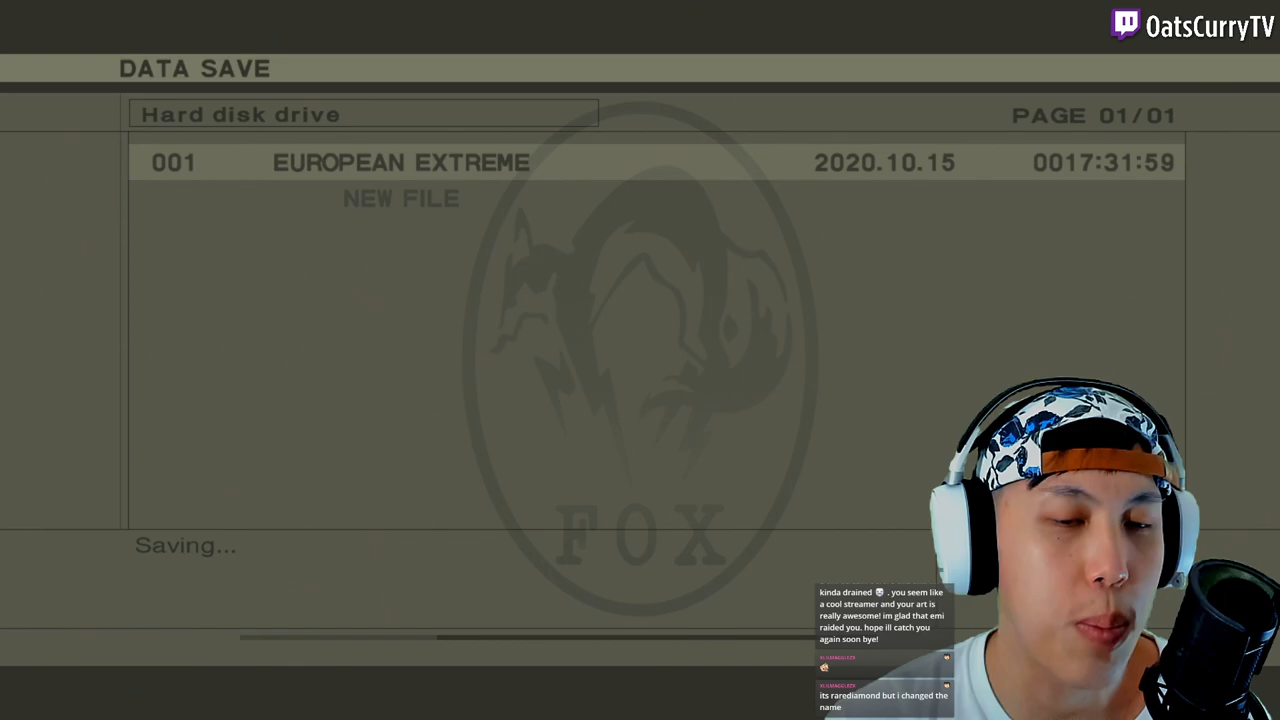 OatsCurryTV
DATA SAVE
Hard disk drive
PAGE 01/01
001 EUROPEAN EXTREME 2020.10.15 0017:31:59
NEW FILE
FOX
Saving...
kinda drained . you seem like
a cool streamer and your art is
really awesome! im glad that emi
raided you. hope ill catch you
again soon bye!
its rarediamond but i changed the
name